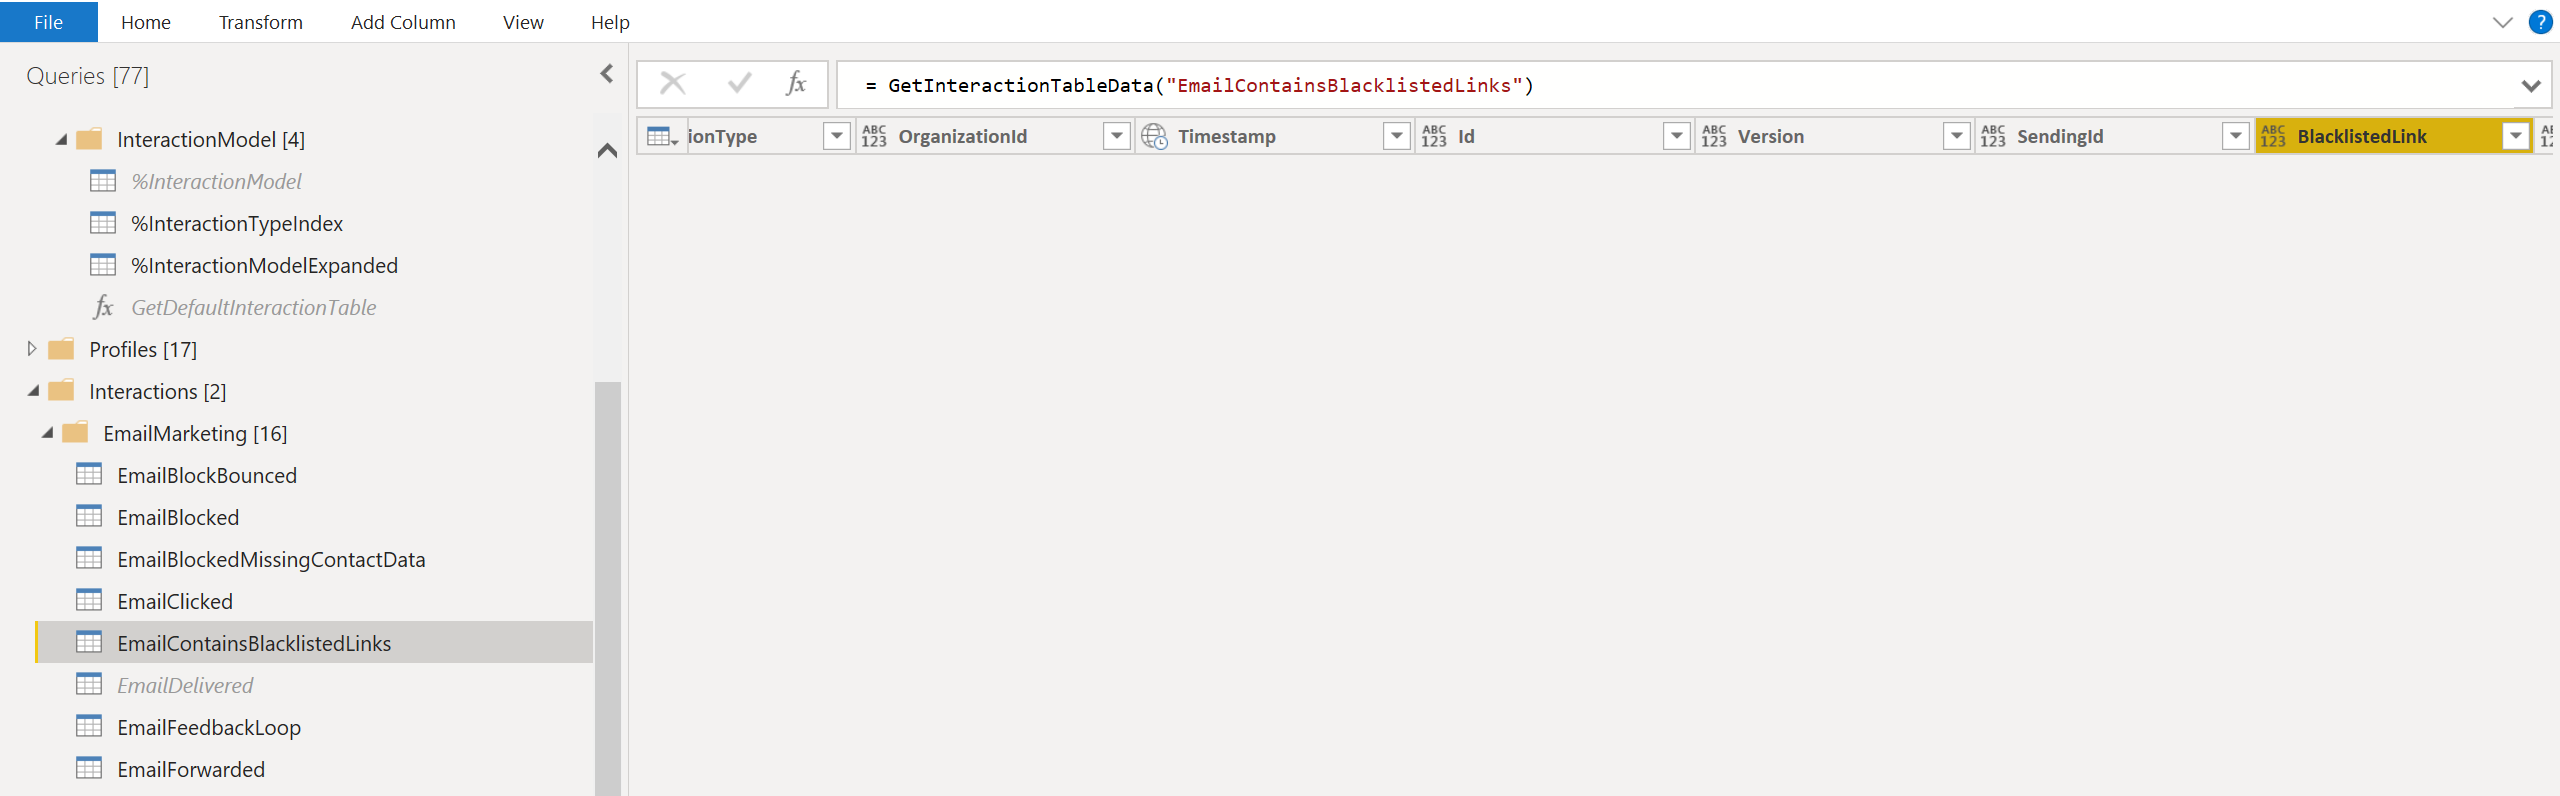 File Home Transform Add Column View Help ?
Queries [77]
fx = GetInteractionTableData("EmailContainsBlacklistedLinks")
ionType ABC 123 OrganizationId Timestamp ABC 123 Id ABC 123 Version ABC 123 SendingId ABC 123 BlacklistedLink
InteractionModel [4]
%InteractionModel
%InteractionTypeIndex
%InteractionModelExpanded
fx GetDefaultInteractionTable
Profiles [17]
Interactions [2]
EmailMarketing [16]
EmailBlockBounced
EmailBlocked
EmailBlockedMissingContactData
EmailClicked
EmailContainsBlacklistedLinks
EmailDelivered
EmailFeedbackLoop
EmailForwarded